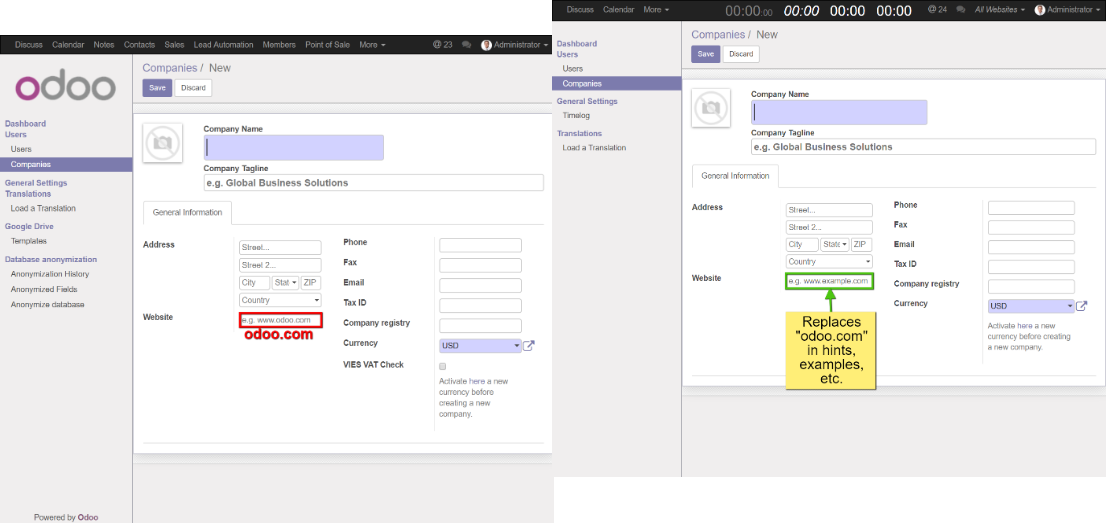 Discuss Calendar Notes Contacts Sales Lead Automation Members Point of Sale More @ 23 Administrator
odoo
Dashboard
Users
Users
Companies
General Settings
Translations
Load a Translation
Google Drive
Templates
Database anonymization
Anonymization History
Anonymized Fields
Anonymize database
Powered by Odoo
Companies / New
Save Discard
Company Name
Company Tagline
e.g. Global Business Solutions
General Information
Address
Street...
Street 2...
City Stat ZIP
Country
Website
e.g. www.odoo.com
odoo.com
Phone
Fax
Email
Tax ID
Company registry
Currency
USD
VIES VAT Check
Activate here a new
currency before
creating a new
company.
Discuss Calendar More 00:00:00 00:00 00:00 00:00 @ 24 All Websites Administrator
Dashboard
Users
Users
Companies
General Settings
Timelog
Translations
Load a Translation
Companies / New
Save Discard
Company Name
Company Tagline
e.g. Global Business Solutions
General Information
Address
Street...
Street 2...
City State ZIP
Country
Website
e.g. www.example.com
Replaces
"odoo.com"
in hints,
examples,
etc.
Phone
Fax
Email
Tax ID
Company registry
Currency
USD
Activate here a new
currency before creating
a new company.